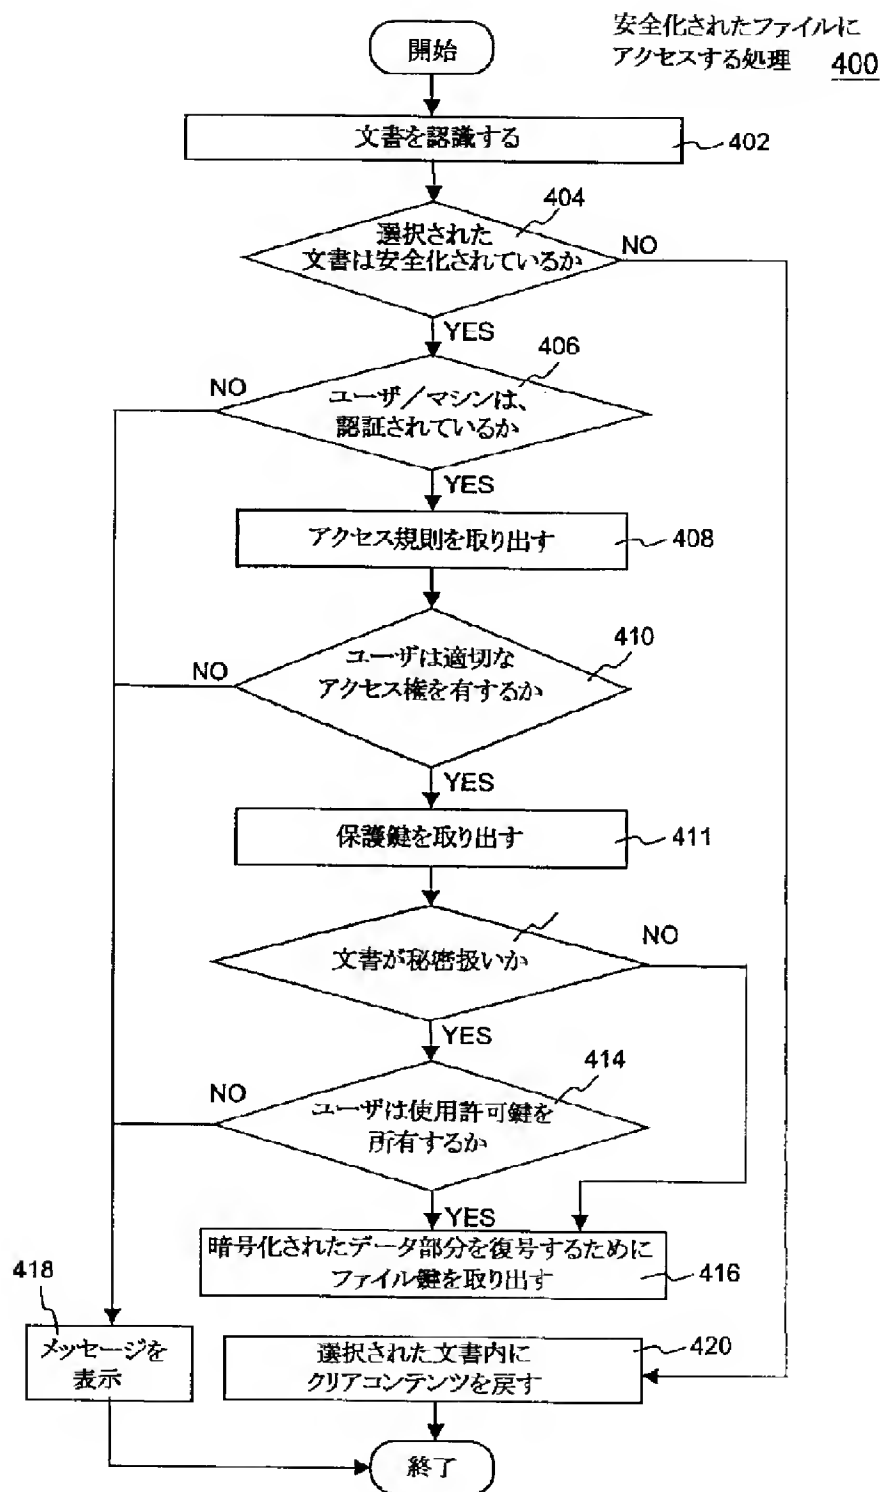 安全化されたファイルに
アクセスする処理 400
開始
文書を認識する
402
404
選択された
文書は安全化されているか
NO
YES
406
NO
ユーザ／マシンは、
認証されているか
YES
アクセス規則を取り出す
408
410
ユーザは適切な
アクセス権を有するか
NO
YES
保護鍵を取り出す
411
文書が秘密扱いか
NO
YES
414
NO
ユーザは使用許可鍵を
所有するか
YES
暗号化されたデータ部分を復号するために
ファイル鍵を取り出す
416
418
メッセージを
表示
選択された文書内に
クリアコンテンツを戻す
420
終了